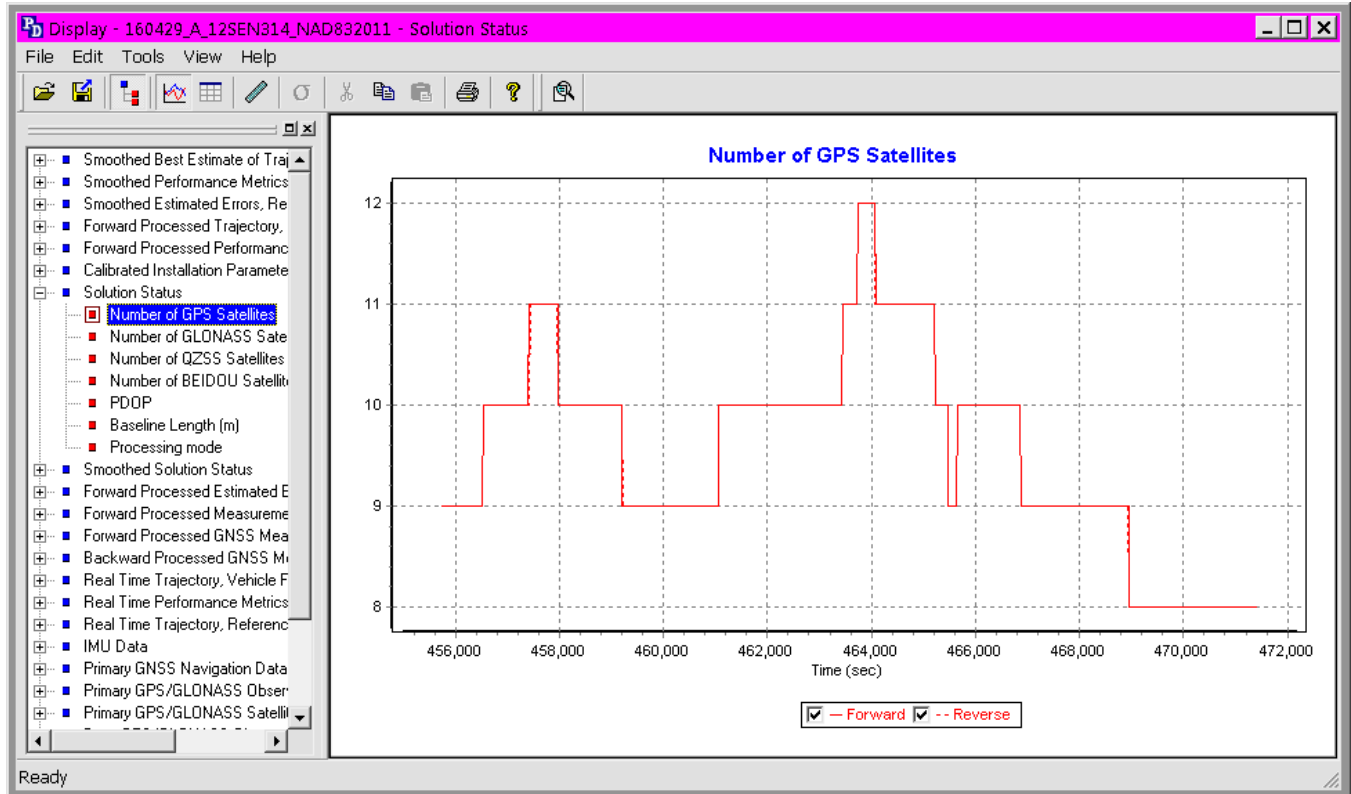 Display - 160429_A_12SEN314_NAD832011 - Solution Status
File Edit Tools View Help
Smoothed Best Estimate of Traj
Smoothed Performance Metrics
Smoothed Estimated Errors, Re
Forward Processed Trajectory,
Forward Processed Performanc
Calibrated Installation Paramete
Solution Status
Number of GPS Satellites
Number of GLONASS Sate
Number of QZSS Satellites
Number of BEIDOU Satellit
PDOP
Baseline Length (m)
Processing mode
Smoothed Solution Status
Forward Processed Estimated E
Forward Processed Measureme
Forward Processed GNSS Mea
Backward Processed GNSS M
Real Time Trajectory, Vehicle F
Real Time Performance Metrics
Real Time Trajectory, Referenc
IMU Data
Primary GNSS Navigation Data
Primary GPS/GLONASS Obser
Primary GPS/GLONASS Satelli
Number of GPS Satellites
12
11
10
9
8
456,000 458,000 460,000 462,000 464,000 466,000 468,000 470,000 472,000
Time (sec)
Forward Reverse
Ready